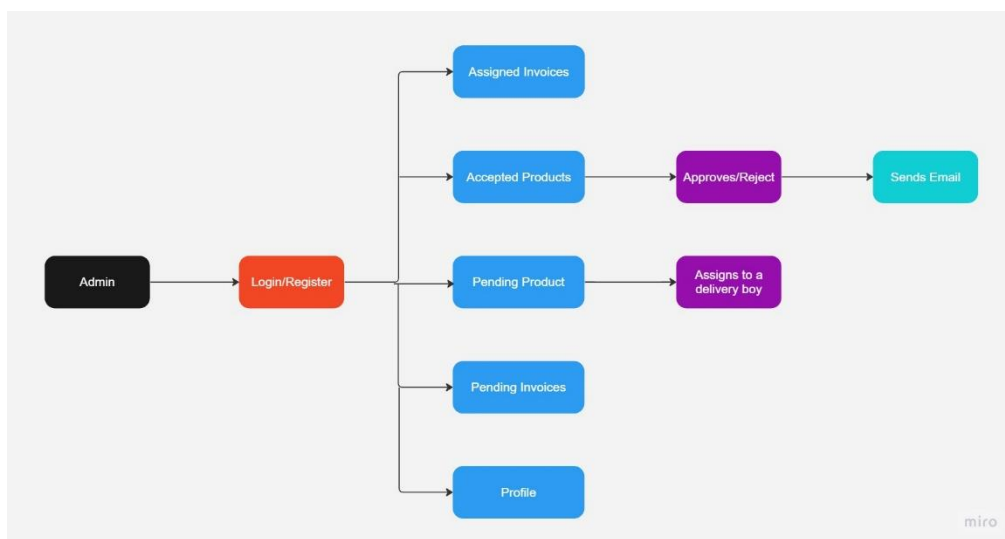 Assigned Invoices
Accepted Products
Approves/Reject
Sends Email
Admin
Login/Register
Pending Product
Assigns to a
delivery boy
Pending Invoices
Profile
miro